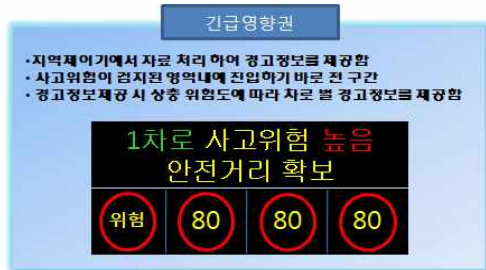 긴급영향권
•지역제어기에서 자료 처리 하여 경고정보를 제공함
• 사고위험이 검지된 영역내에 진입하기 바로 전 구간
• 경고정보제공 시 상충 위험도에 따라 차로 별 경고정보를 제공함
1차로 사고위험 높음
안전거리 확보
위험 80 80 80